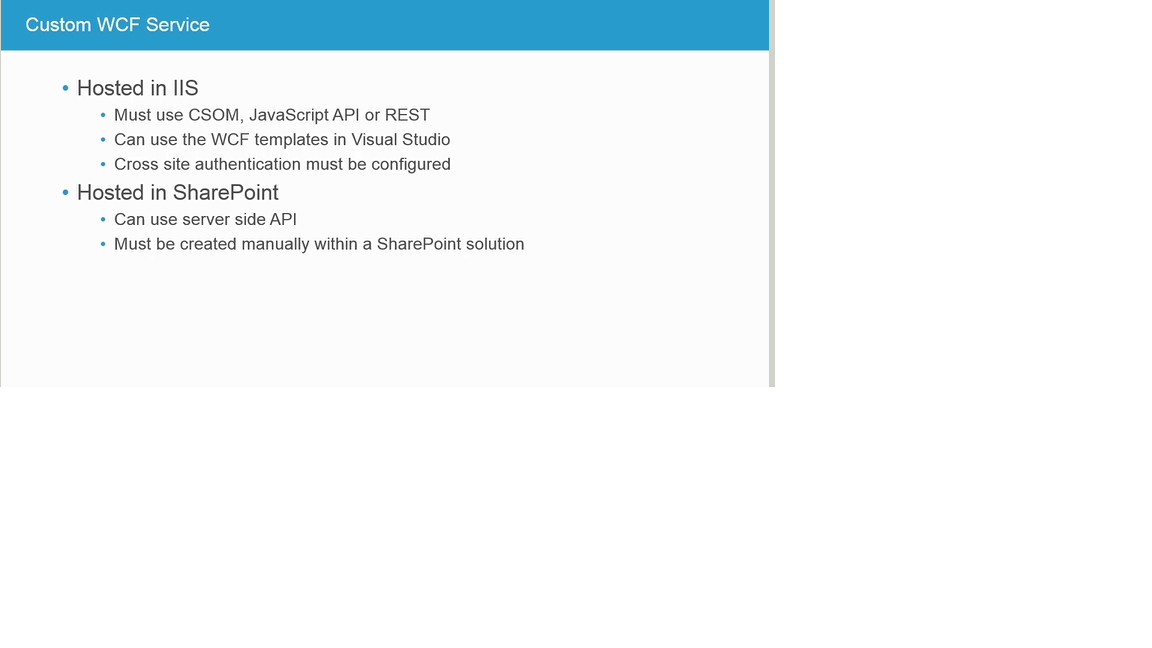 Custom WCF Service
• Hosted in IIS
• Must use CSOM, JavaScript API or REST
• Can use the WCF templates in Visual Studio
• Cross site authentication must be configured
• Hosted in SharePoint
• Can use server side API
• Must be created manually within a SharePoint solution